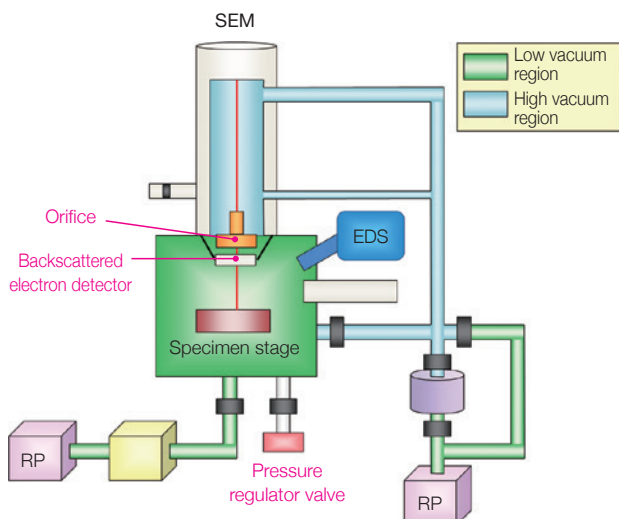 SEM
Low vacuum
region
High vacuum
region
Orifice
EDS
Backscattered
electron detector
Specimen stage
RP
Pressure
regulator valve
RP